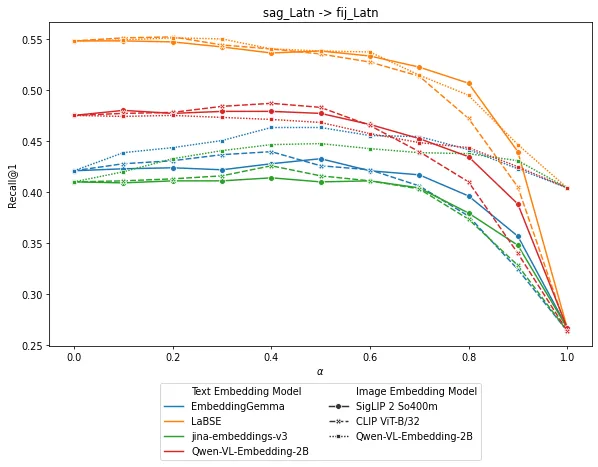 sag_Latn -> fij_Latn
Recall@1
0.55
0.50
0.45
0.40
0.35
0.30
0.25
0.0 0.2 0.4 0.6 0.8 1.0
α
Text Embedding Model
EmbeddingGemma
LaBSE
jina-embeddings-v3
Qwen-VL-Embedding-2B
Image Embedding Model
SigLIP 2 So400m
CLIP ViT-B/32
Qwen-VL-Embedding-2B